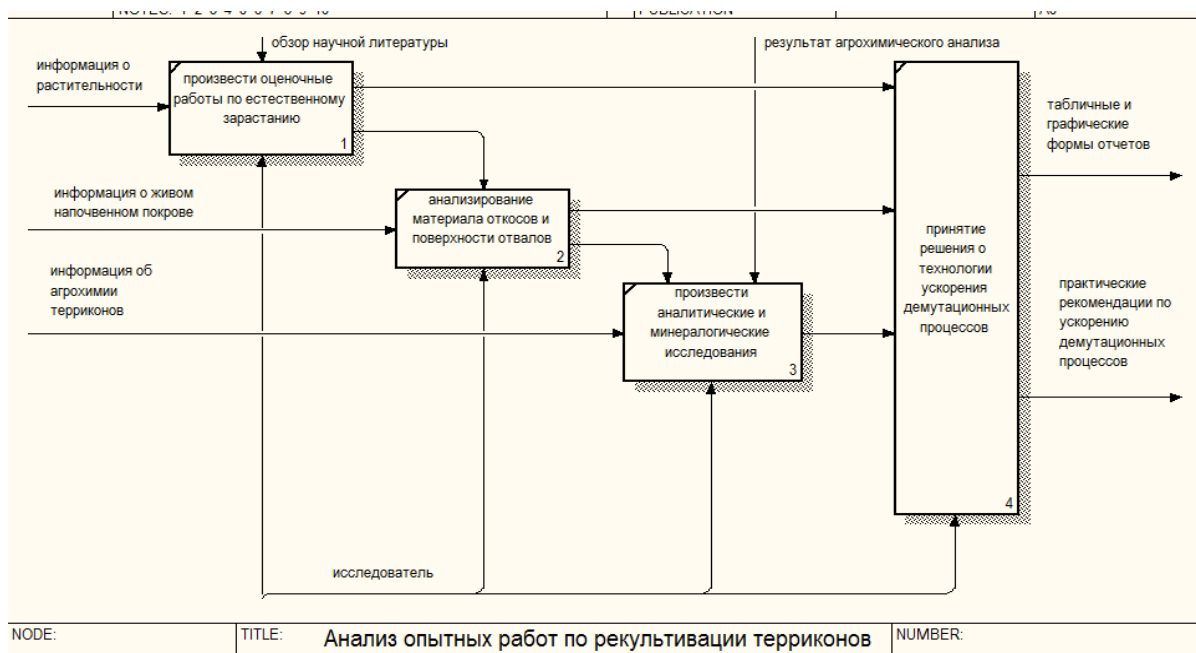 обзор научной литературы
результат агрохимического анализа
информация о
растительности
произвести оценочные
работы по естественному
зарастанию
1
табличные и
графические
формы отчетов
информация о живом
напочвенном покрове
анализирование
материала откосов и
поверхности отвалов
2
принятие
решения о
технологии
ускорения
демутационных
процессов
4
информация об
агрохимии
терриконов
произвести
аналитические и
минералогические
исследования
3
практические
рекомендации по
ускорению
демутационных
процессов
исследователь
NODE:
TITLE:
Анализ опытных работ по рекультивации терриконов
NUMBER: